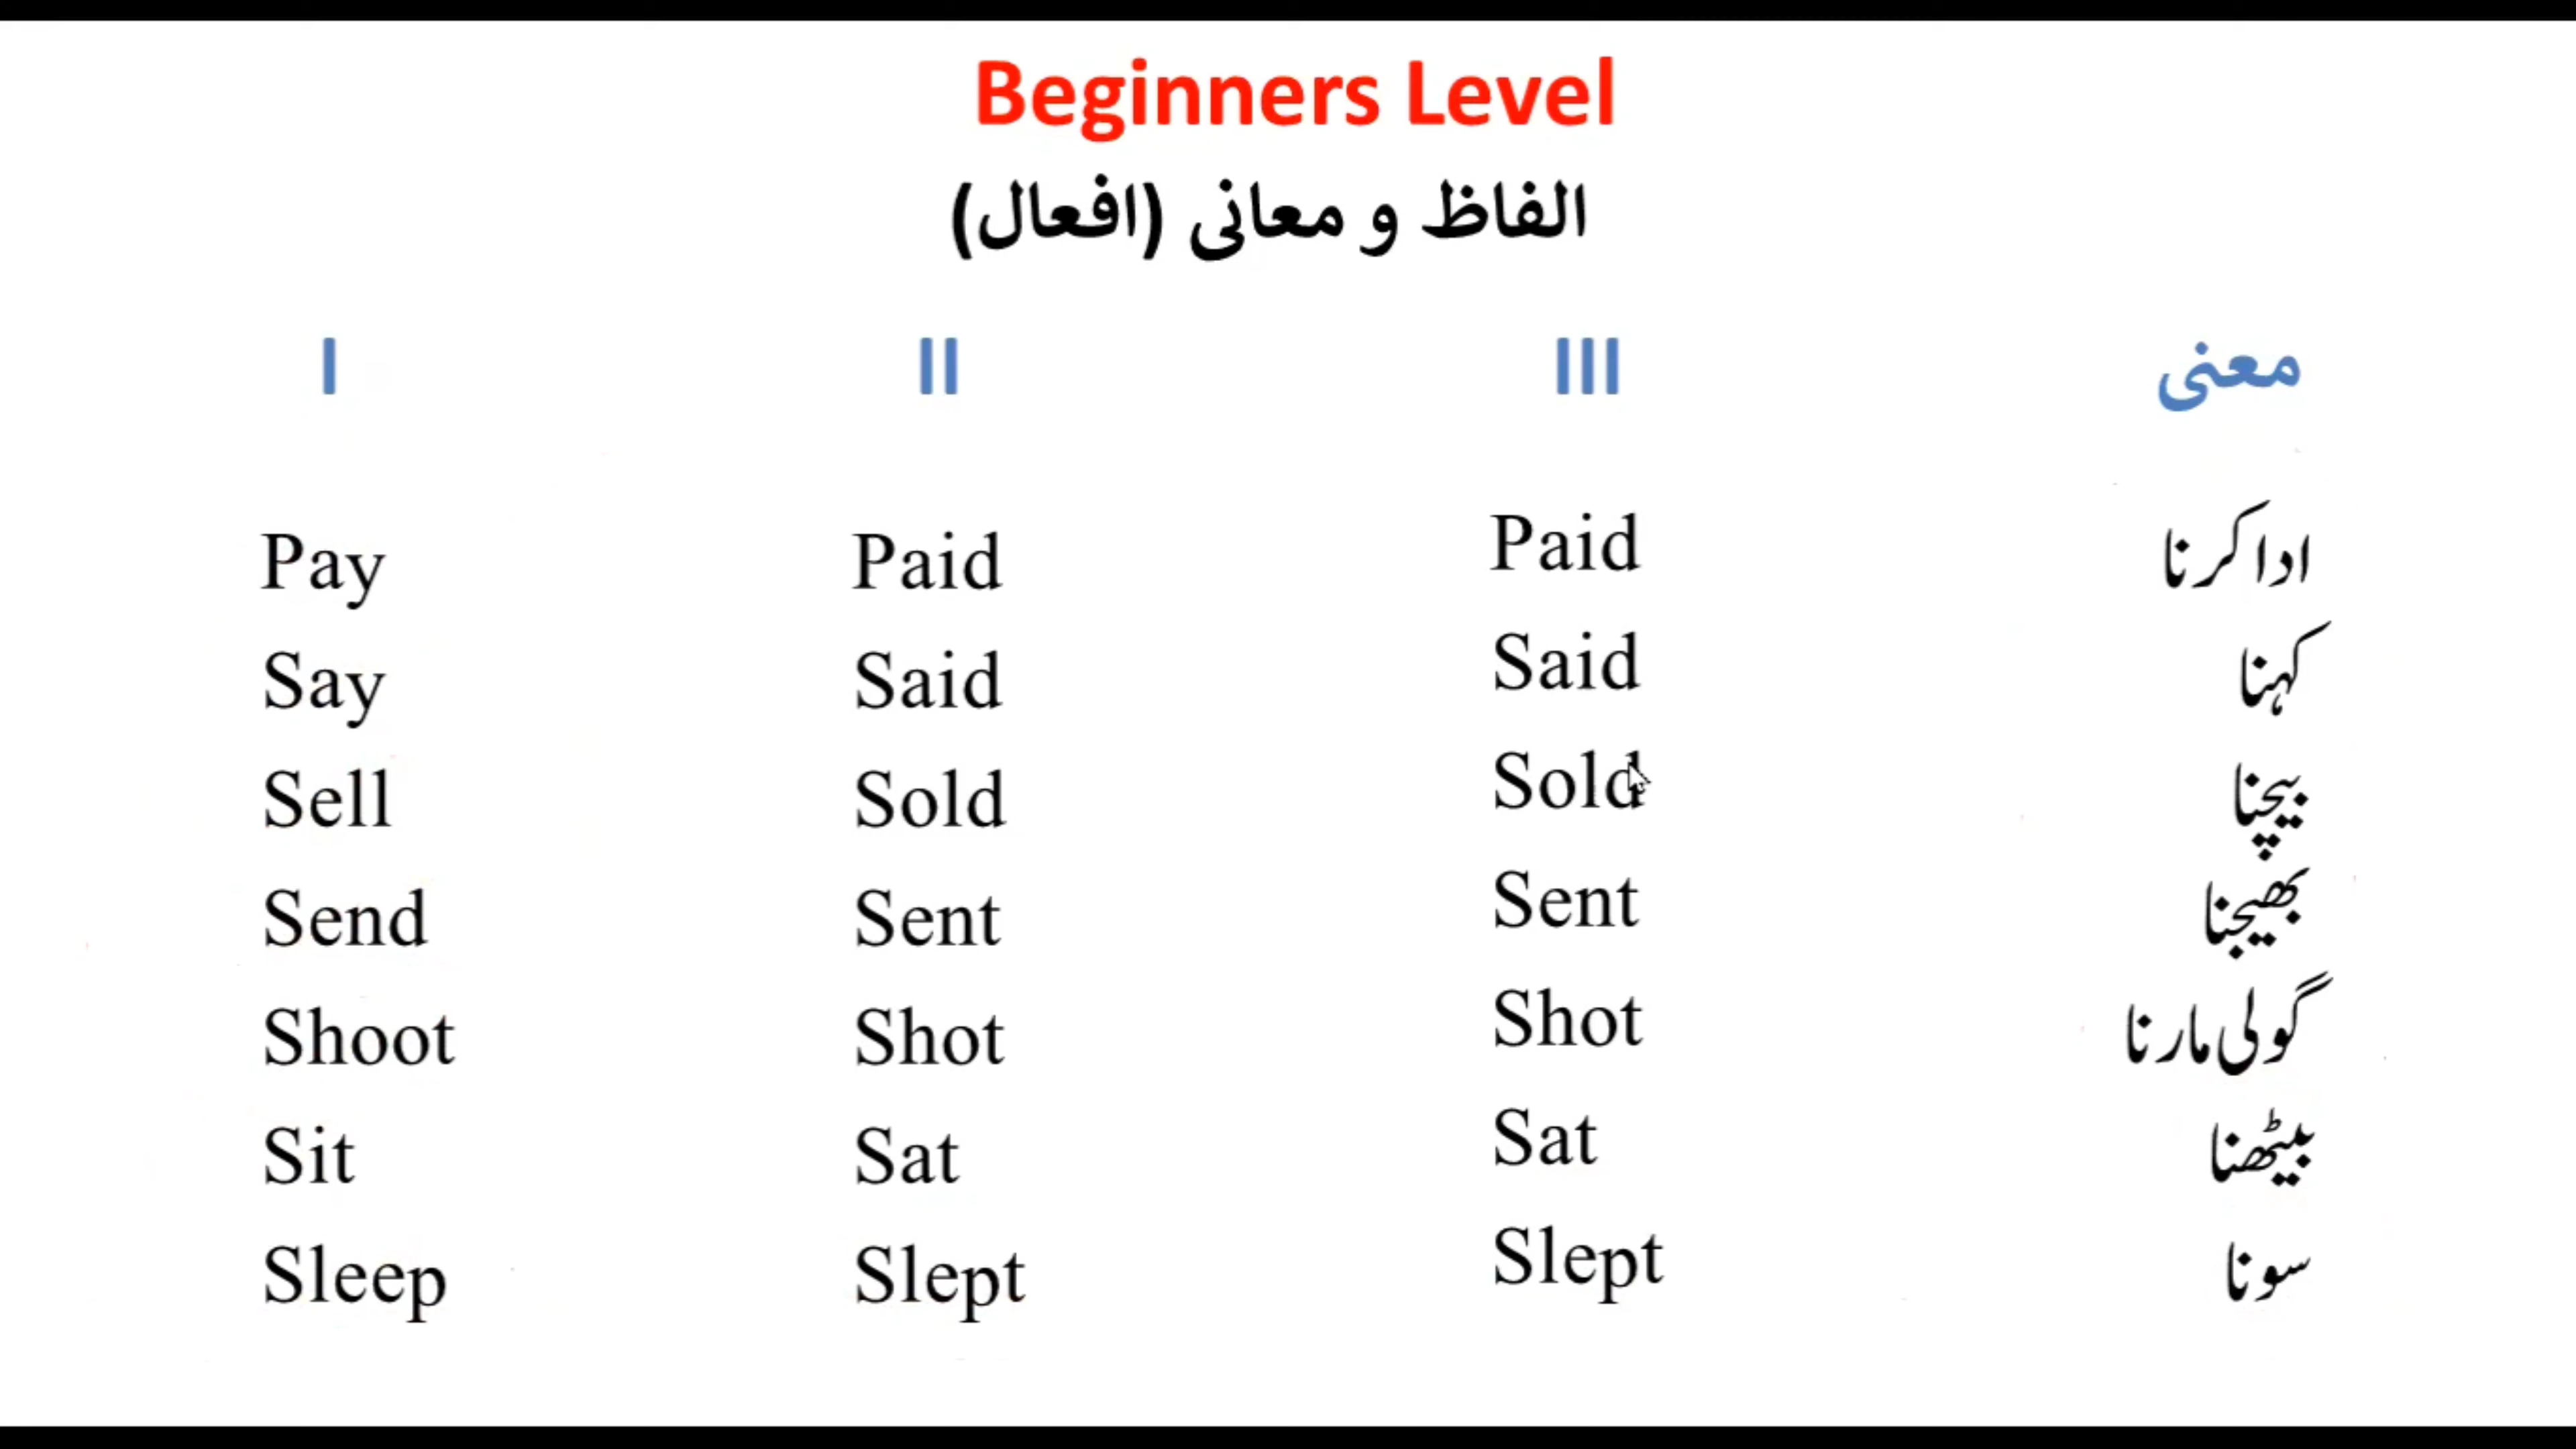 Beginners Level
الفاظ و معانی (افعال)
I II III معنی
Pay Paid Paid ادا کرنا
Say Said Said کہنا
Sell Sold Sold بیچنا
Send Sent Sent بھیجنا
Shoot Shot Shot گولی مارنا
Sit Sat Sat بیٹھنا
Sleep Slept Slept سونا